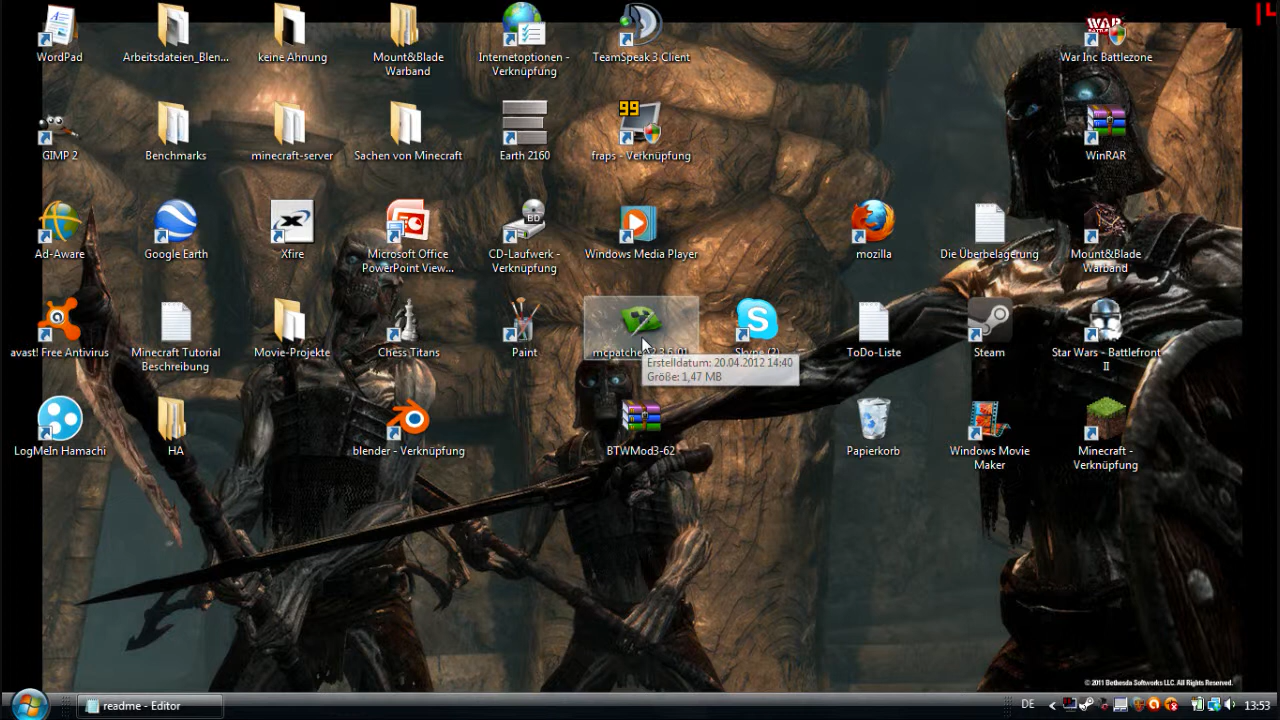 WordPad
Arbeitsdateien_Blen...
keine Ahnung
Mount&Blade
Warband
Internetoptionen -
Verknüpfung
TeamSpeak 3 Client
WAR
War Inc Battlezone
GIMP 2
Benchmarks
minecraft-server
Sachen von Minecraft
Earth 2160
99
fraps - Verknüpfung
WinRAR
Ad-Aware
Google Earth
Xfire
Microsoft Office
PowerPoint View...
BD
CD-Laufwerk -
Verknüpfung
Windows Media Player
mozilla
Die Überbelagerung
Mount&Blade
Warband
avast! Free Antivirus
Minecraft Tutorial
Beschreibung
Movie-Projekte
Chess Titans
Paint
Skype (2)
ToDo-Liste
Steam
Star Wars - Battlefront
II
Erstelldatum: 20.04.2012 14:40
Größe: 1,47 MB
LogMeIn Hamachi
HA
blender - Verknüpfung
BTWMod3-62
Papierkorb
Windows Movie
Maker
Minecraft -
Verknüpfung
© 2011 Bethesda Softworks LLC. All Rights Reserved.
readme - Editor
DE
13:53